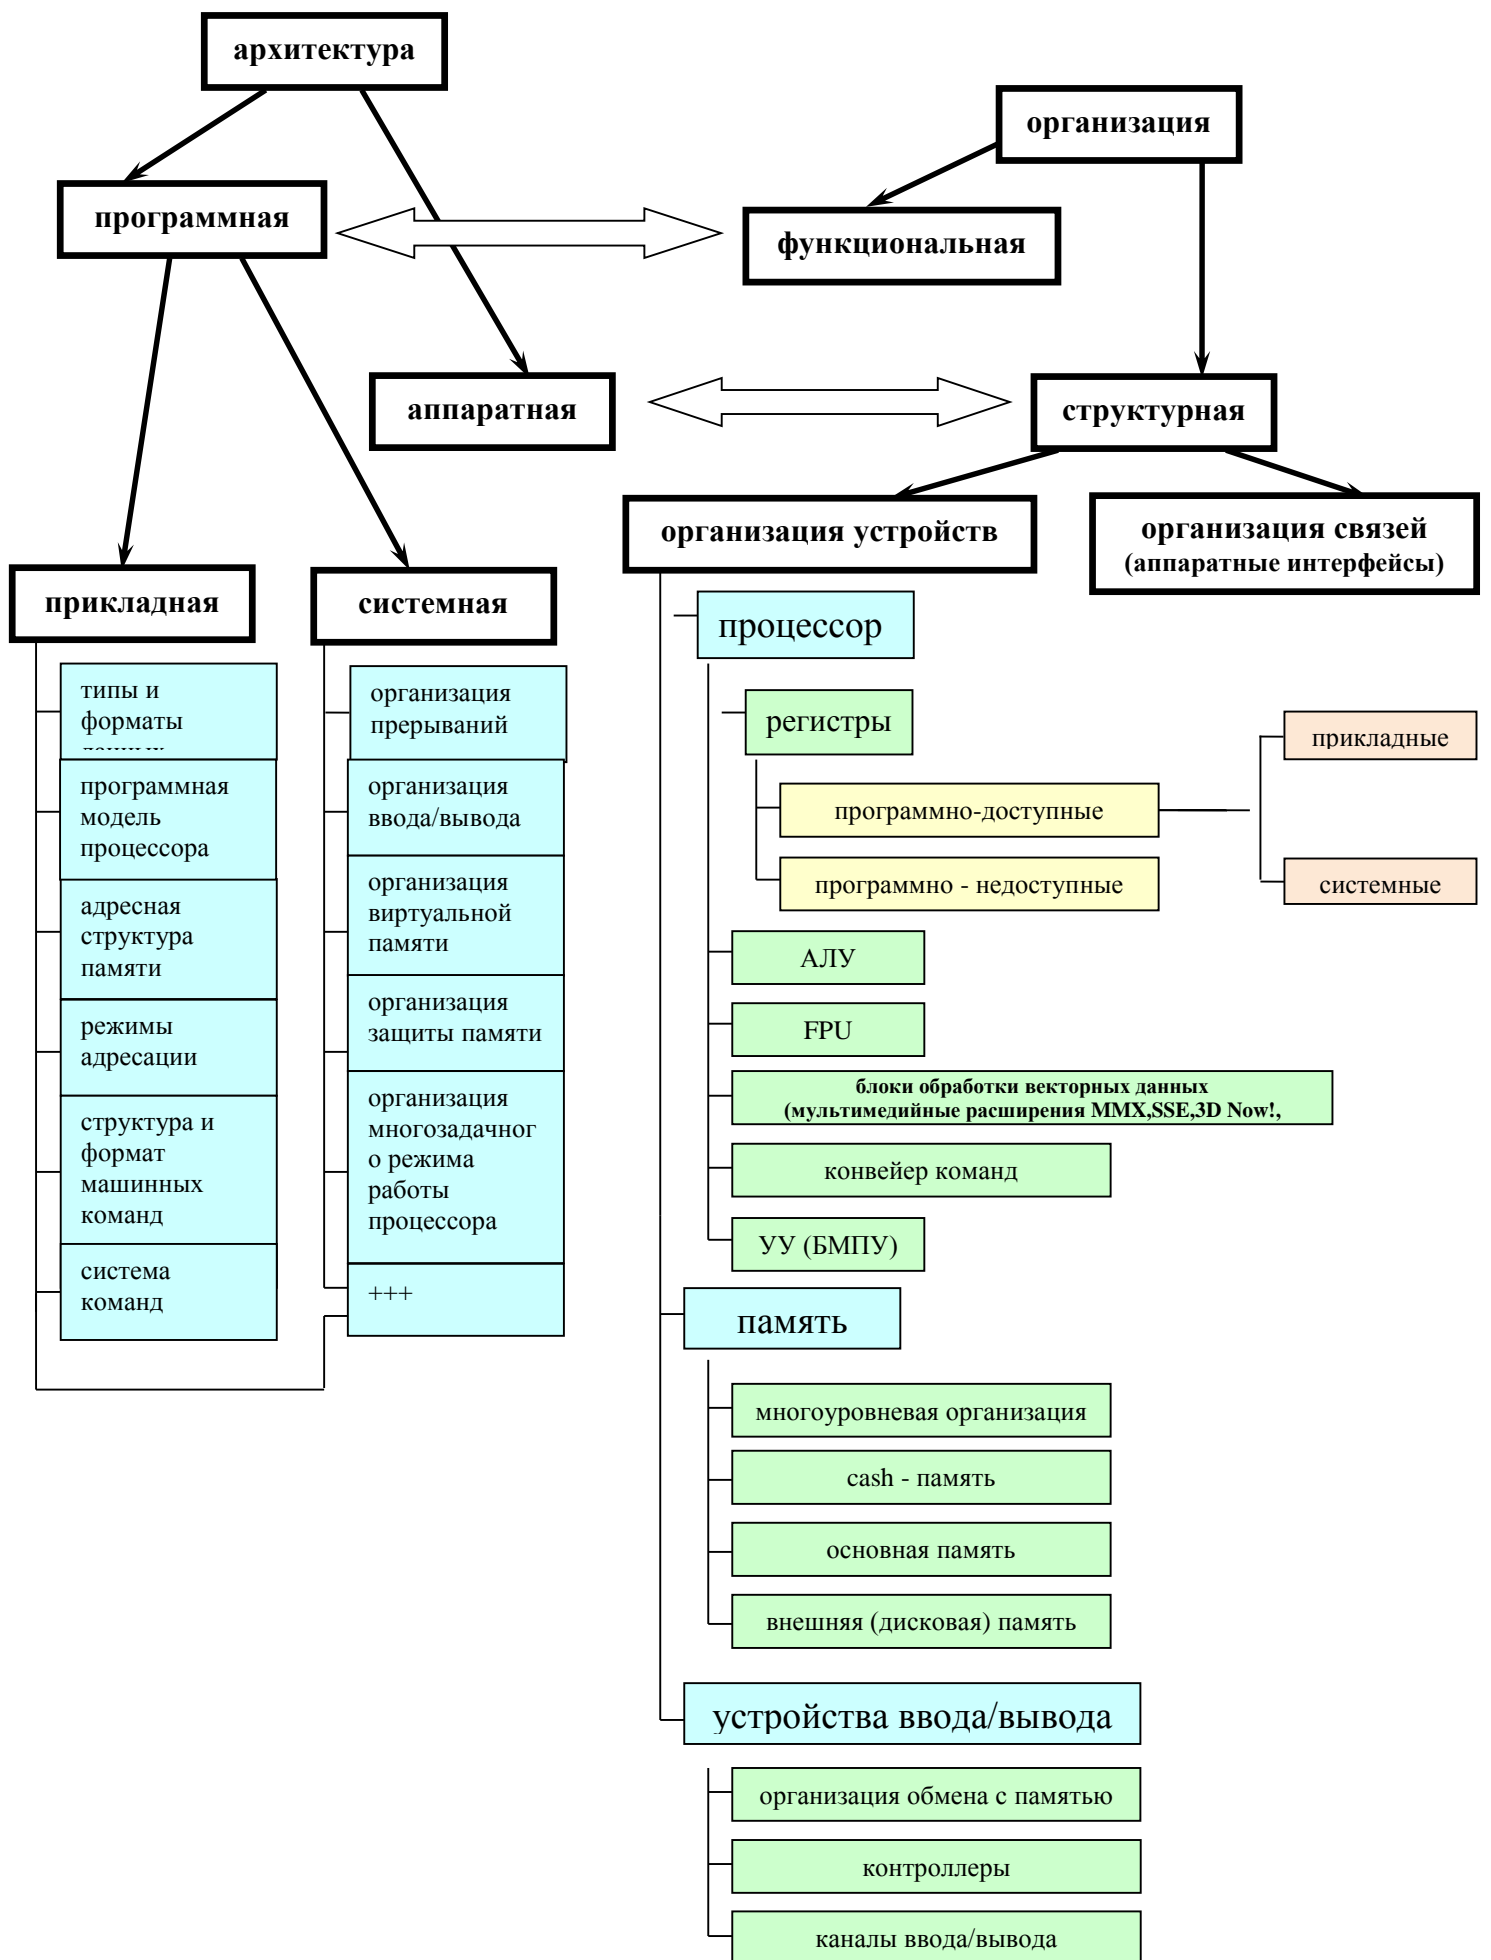 архитектура
организация
программная
функциональная
аппаратная
структурная
организация устройств
организация связей
(аппаратные интерфейсы)
прикладная
системная
типы и
форматы
программная
модель
процессора
адресная
структура
памяти
режимы
адресации
структура и
формат
машинных
команд
система
команд
организация
прерываний
организация
ввода/вывода
организация
виртуальной
памяти
организация
защиты памяти
организация
многозадачног
о режима
работы
процессора
+++
процессор
регистры
программно-доступные
программно - недоступные
прикладные
системные
АЛУ
FPU
блоки обработки векторных данных
(мультимедийные расширения MMX,SSE,3D Now!,
конвейер команд
УУ (БМПУ)
память
многоуровневая организация
cash - память
основная память
внешняя (дисковая) память
устройства ввода/вывода
организация обмена с памятью
контроллеры
каналы ввода/вывода